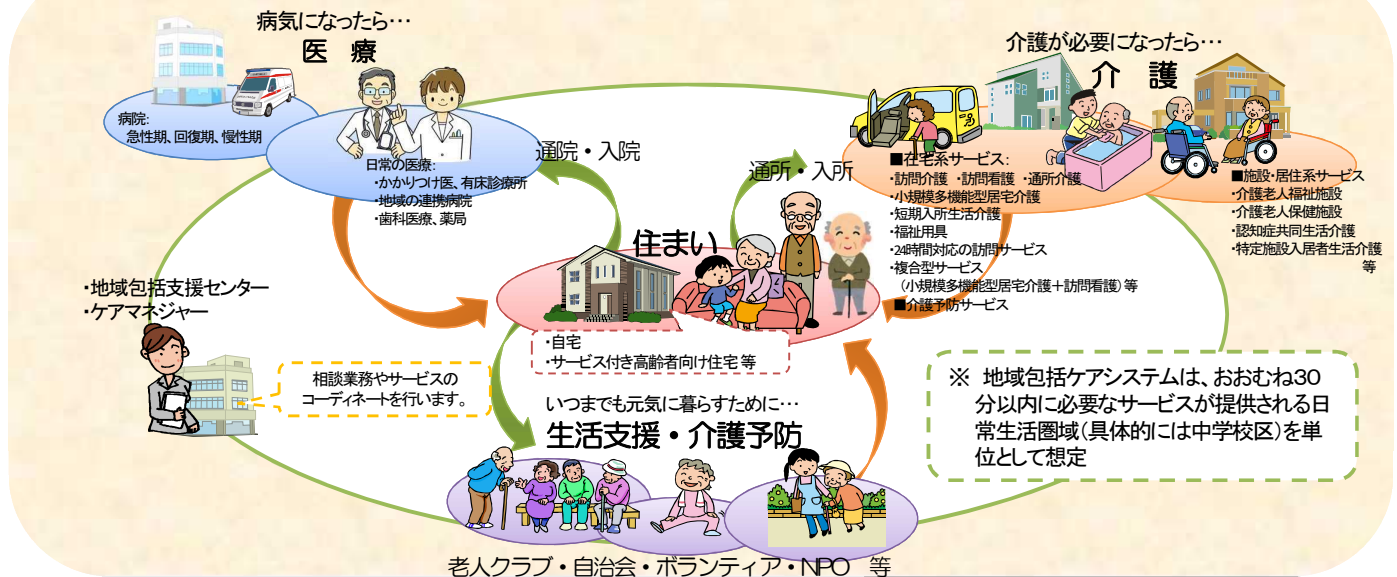 病気になったら…
医 療
病院:
急性期、回復期、慢性期
日常の医療:
・かかりつけ医、有床診療所
・地域の連携病院
・歯科医療、薬局
通院・入院
介護が必要になったら…
介 護
通所・入所
■在宅系サービス:
・訪問介護 ・訪問看護 ・通所介護
・小規模多機能型居宅介護
・短期入所生活介護
・福祉用具
・24時間対応の訪問サービス
・複合型サービス
(小規模多機能型居宅介護+訪問看護)等
■介護予防サービス
■施設・居住系サービス
・介護老人福祉施設
・介護老人保健施設
・認知症共同生活介護
・特定施設入居者生活介護
等
住まい
・自宅
・サービス付き高齢者向け住宅 等
・地域包括支援センター
・ケアマネジャー
相談業務やサービスの
コーディネートを行います。
いつまでも元気に暮らすために…
生活支援・介護予防
老人クラブ・自治会・ボランティア・NPO 等
※ 地域包括ケアシステムは、おおむね30
分以内に必要なサービスが提供される日
常生活圏域(具体的には中学校区)を単
位として想定